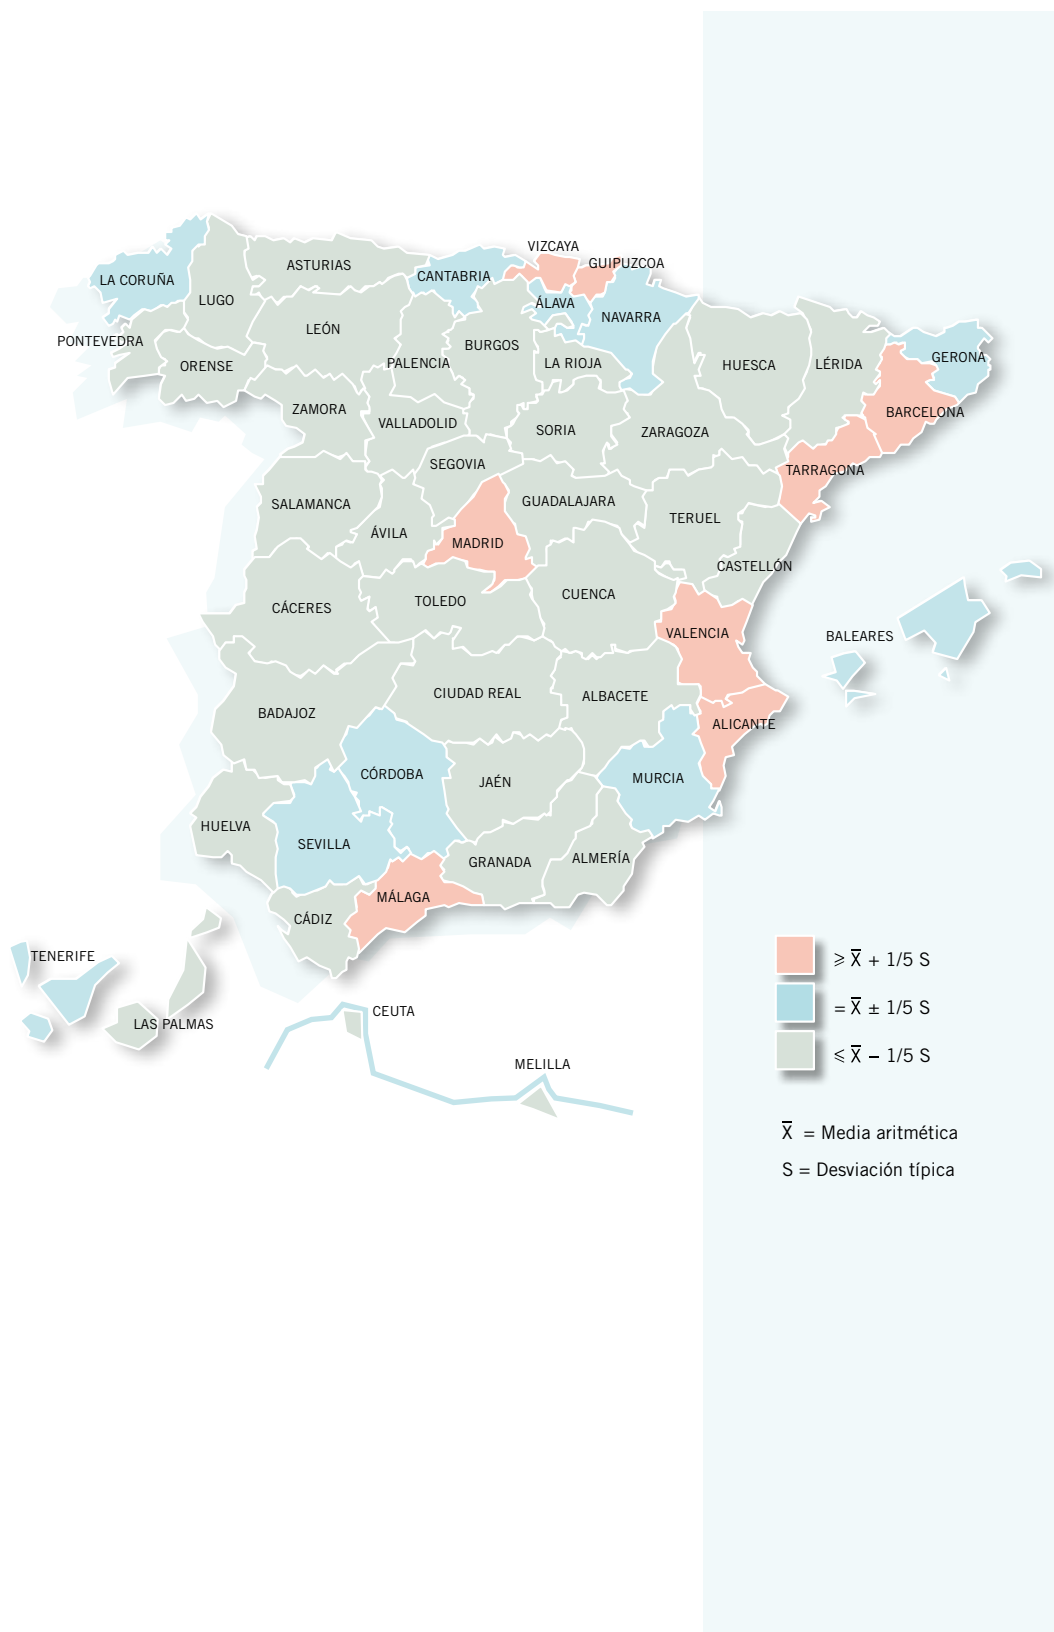 VIZCAYA
GUIPUZCOA
ASTURIAS
CANTABRIA
LA CORUÑA
LUGO
ÁLAVA
NAVARRA
LEÓN
PONTEVEDRA
BURGOS
GERONA
PALENCIA
LA RIOJA
HUESCA
LÉRIDA
ORENSE
ZAMORA
BARCELONA
VALLADOLID
SORIA
ZARAGOZA
SEGOVIA
TARRAGONA
SALAMANCA
GUADALAJARA
TERUEL
ÁVILA
MADRID
CASTELLÓN
CUENCA
TOLEDO
CÁCERES
VALENCIA
BALEARES
CIUDAD REAL
ALBACETE
BADAJOZ
ALICANTE
CÓRDOBA
MURCIA
JAÉN
HUELVA
SEVILLA
GRANADA
ALMERÍA
MÁLAGA
CÁDIZ
TENERIFE
LAS PALMAS
CEUTA
MELILLA
⩾ X̅ + 1/5 S
= X̅ ± 1/5 S
⩽ X̅ – 1/5 S
X̅ = Media aritmética
S = Desviación típica